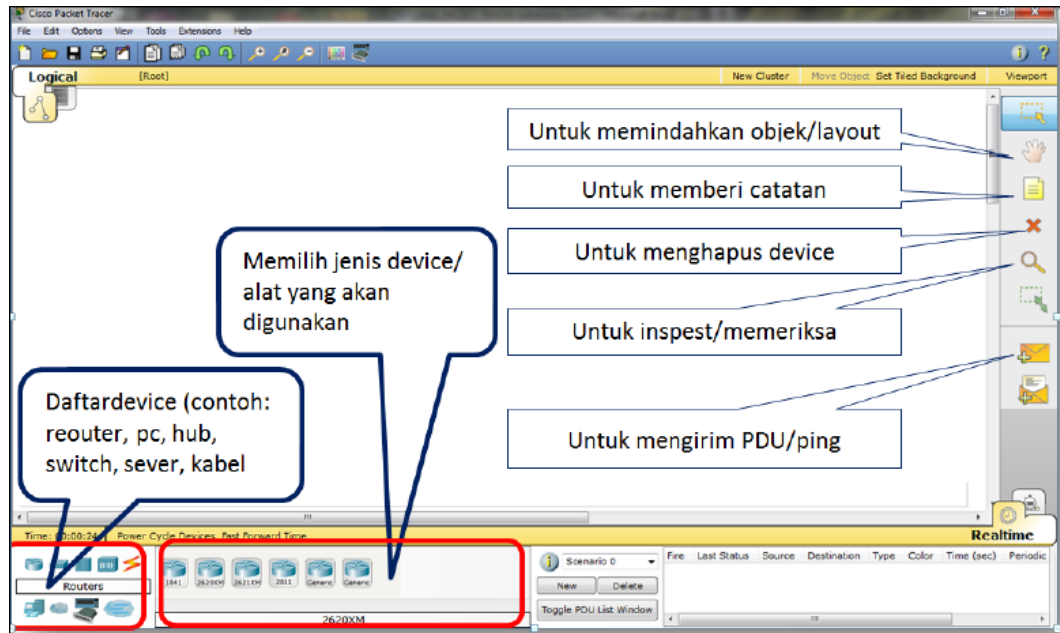 Cisco Packet Tracer
File Edit Options View Tools Extensions Help
Logical [Root] New Cluster Move Object Set Tiled Background Viewport
Untuk memindahkan objek/layout
Untuk memberi catatan
Untuk menghapus device
Untuk inspest/memeriksa
Untuk mengirim PDU/ping
Memilih jenis device/
alat yang akan
digunakan
Daftardevice (contoh:
reouter, pc, hub,
switch, sever, kabel
Time: 00:00:24 Power Cycle Devices Fast Forward Time Realtime
Routers
1841 2620XM 2621XM 2811 Generic Generic
2620XM
Scenario 0
New Delete
Toggle PDU List Window
Fire Last Status Source Destination Type Color Time (sec) Periodic